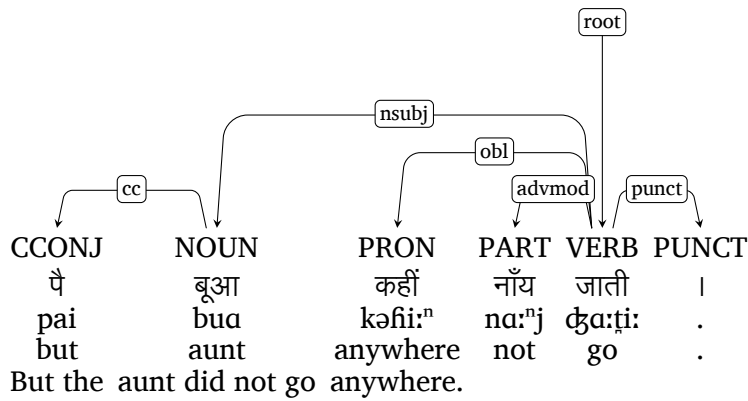 root
nsubj
obl
cc advmod punct
CCONJ NOUN PRON PART VERB PUNCT
पै बूआ कहीं नाँय जाती ।
pai buɑ kəɦiːⁿ nɑːⁿj ʤɑːt̪iː .
but aunt anywhere not go .
But the aunt did not go anywhere.